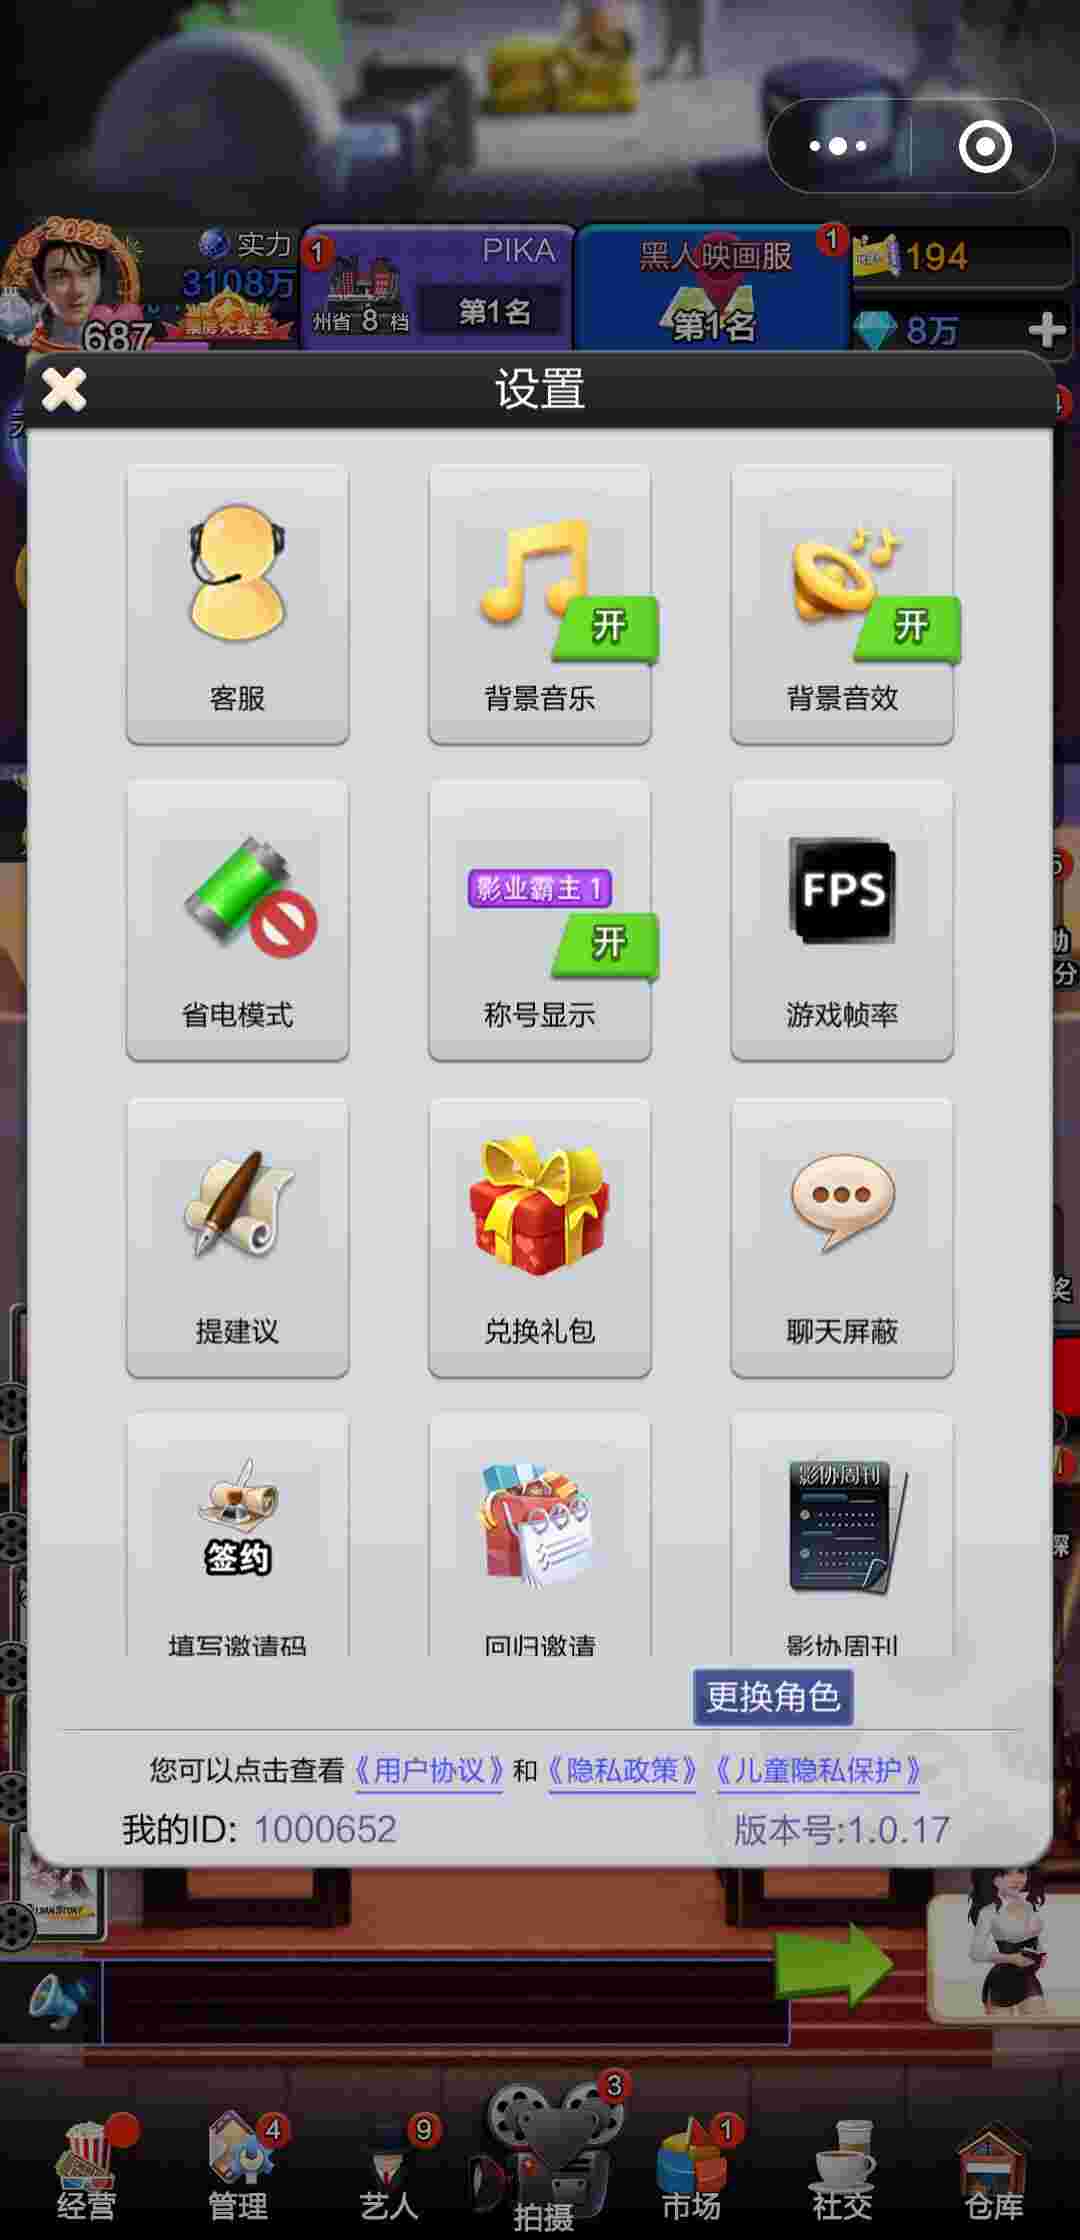 2025
实力
3108万
687
1
PIKA
州省 8 档
第1名
黑人映画服
1
第1名
194
8万
设置
客服
开
背景音乐
开
背景音效
省电模式
影业霸主 1
开
称号显示
FPS
游戏帧率
提建议
兑换礼包
聊天屏蔽
签约
填写邀请码
回归邀请
影协周刊
影协周刊
更换角色
您可以点击查看《用户协议》和《隐私政策》《儿童隐私保护》
我的ID: 1000652
版本号:1.0.17
经营
4
管理
9
艺人
3
拍摄
1
市场
社交
仓库